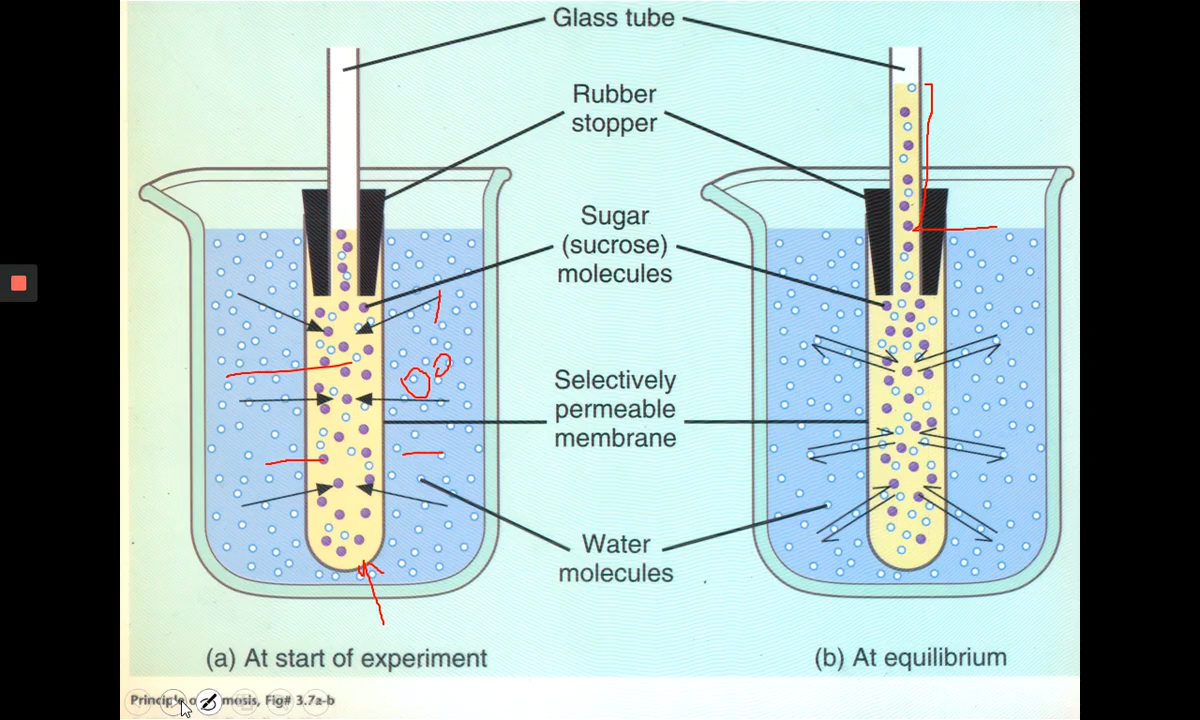 Glass tube
Rubber
stopper
Sugar
(sucrose)
molecules
Selectively
permeable
membrane
Water
molecules
(a) At start of experiment
(b) At equilibrium
Fig# 3.7a-b